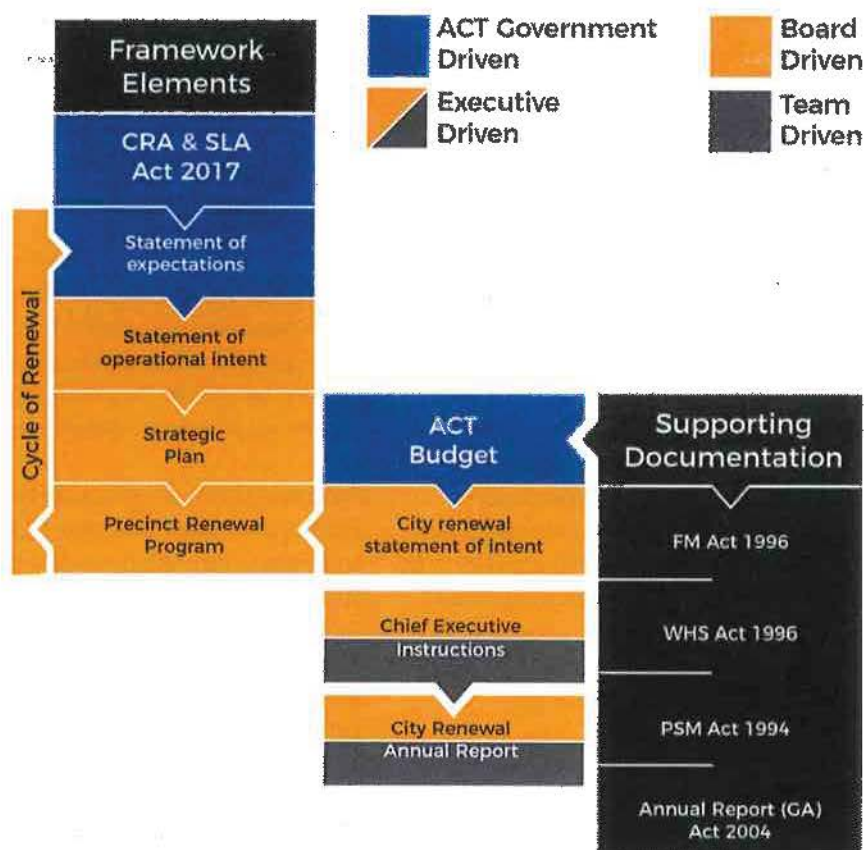 Framework
Elements
ACT Government
Driven
Board
Driven
Executive
Driven
Team
Driven
CRA & SLA
Act 2017
Statement of
expectations
Statement of
operational intent
Strategic
Plan
Precinct Renewal
Program
Cycle of Renewal
ACT
Budget
City renewal
statement of intent
Chief Executive
Instructions
City Renewal
Annual Report
Supporting
Documentation
FM Act 1996
WHS Act 1996
PSM Act 1994
Annual Report (GA)
Act 2004